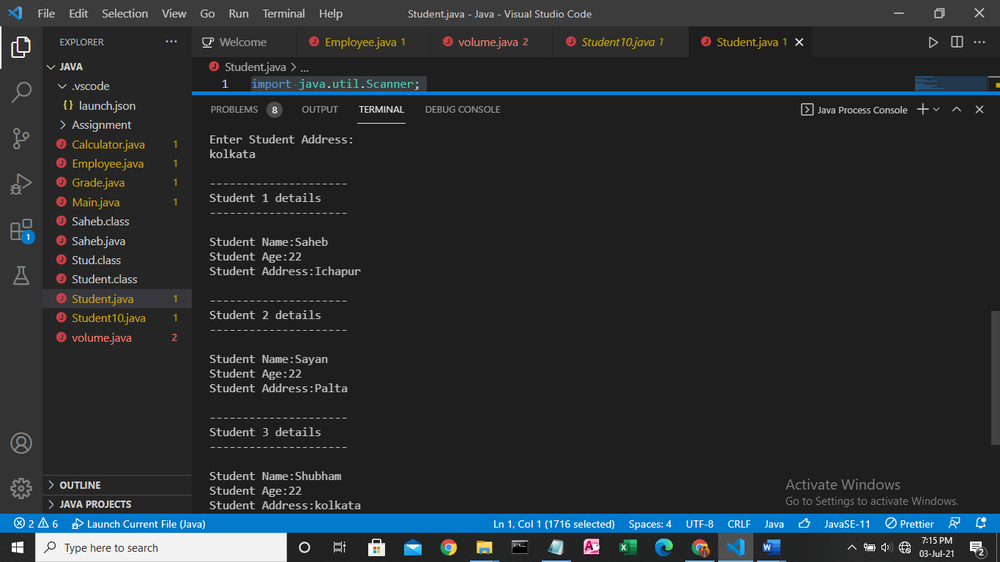 File Edit Selection View Go Run Terminal Help Student.java - Java - Visual Studio Code
EXPLORER
Welcome Employee.java 1 volume.java 2 Student10.java 1 Student.java 1
JAVA
.vscode
{} launch.json
Assignment
Calculator.java 1
Employee.java 1
Grade.java 1
Main.java 1
Saheb.class
Saheb.java
Stud.class
Student.class
Student.java 1
Student10.java 1
volume.java 2
OUTLINE
JAVA PROJECTS
1
Student.java > ...
1 import java.util.Scanner;
PROBLEMS 8 OUTPUT TERMINAL DEBUG CONSOLE Java Process Console
Enter Student Address:
kolkata
---------------------
Student 1 details
---------------------
Student Name:Saheb
Student Age:22
Student Address:Ichapur
---------------------
Student 2 details
---------------------
Student Name:Sayan
Student Age:22
Student Address:Palta
---------------------
Student 3 details
---------------------
Student Name:Shubham
Student Age:22
Student Address:kolkata
Activate Windows
Go to Settings to activate Windows.
2 6 Launch Current File (Java) Ln 1, Col 1 (1716 selected) Spaces: 4 UTF-8 CRLF Java JavaSE-11 Prettier
Type here to search
7:15 PM
03-Jul-21
2